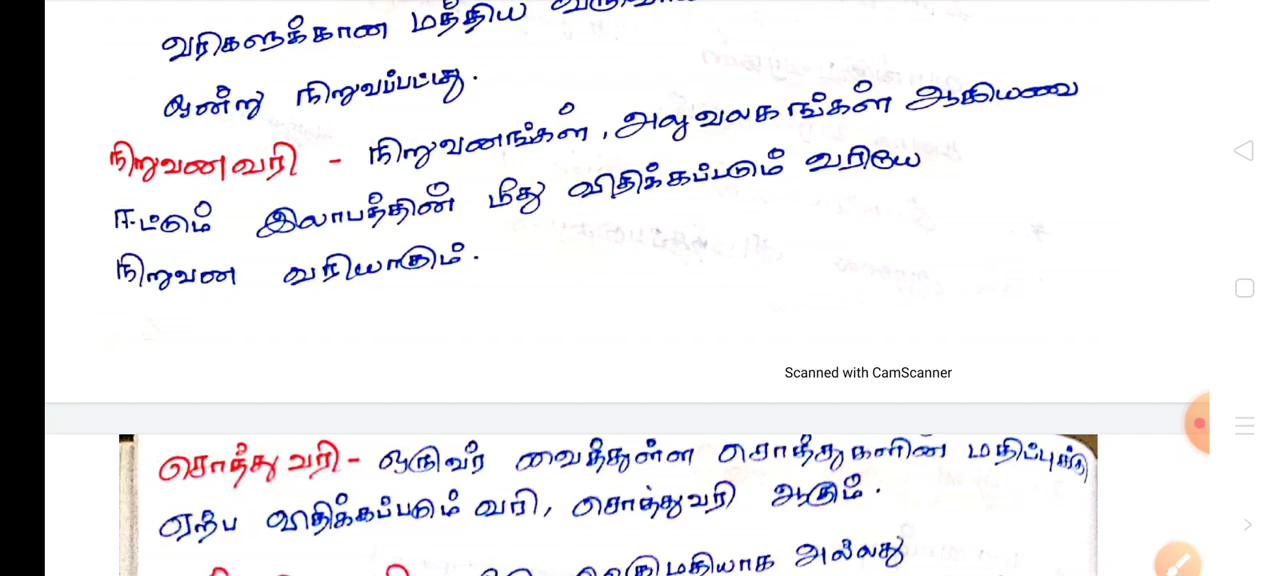 வரிகளுக்கான மத்திய
ஒன்று நிறுவப்பட்டது.
நிறுவன வரி - நிறுவனங்கள், அலுவலகங்கள் ஆகியவை
ஈட்டும் இலாபத்தின் மீது விதிக்கப்படும் வரியே
நிறுவன வரியாகும்.
Scanned with CamScanner
சொத்து வரி - ஒருவர் வைத்துள்ள சொத்துகளின் மதிப்புக்கு
ஏற்ப விதிக்கப்படும் வரி, சொத்துவரி ஆகும்.
அல்லது